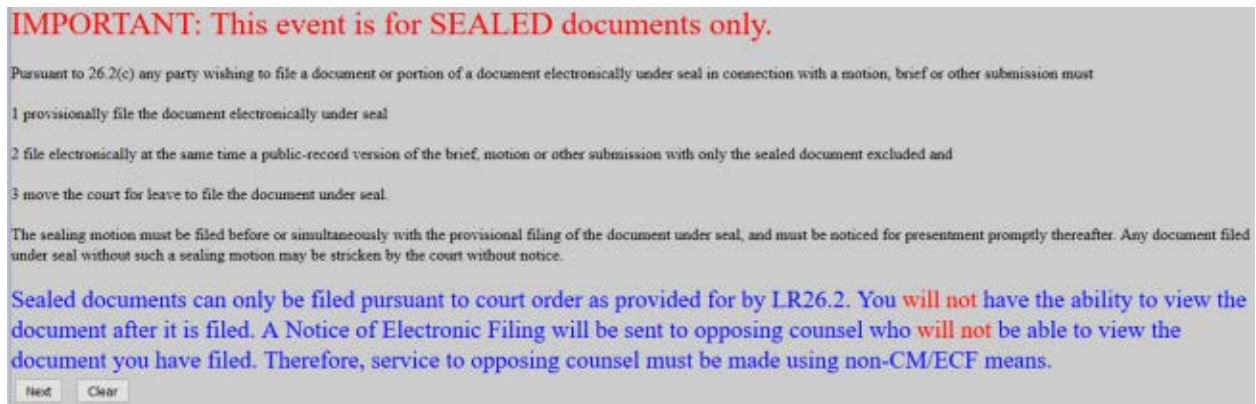 IMPORTANT: This event is for SEALED documents only.
Pursuant to 26.2(c) any party wishing to file a document or portion of a document electronically under seal in connection with a motion, brief or other submission must
1 provisionally file the document electronically under seal
2 file electronically at the same time a public-record version of the brief, motion or other submission with only the sealed document excluded and
3 move the court for leave to file the document under seal.
The sealing motion must be filed before or simultaneously with the provisional filing of the document under seal, and must be noticed for presentment promptly thereafter. Any document filed
under seal without such a sealing motion may be stricken by the court without notice.
Sealed documents can only be filed pursuant to court order as provided for by LR26.2. You will not have the ability to view the
document after it is filed. A Notice of Electronic Filing will be sent to opposing counsel who will not be able to view the
document you have filed. Therefore, service to opposing counsel must be made using non-CM/ECF means.
Next Clear